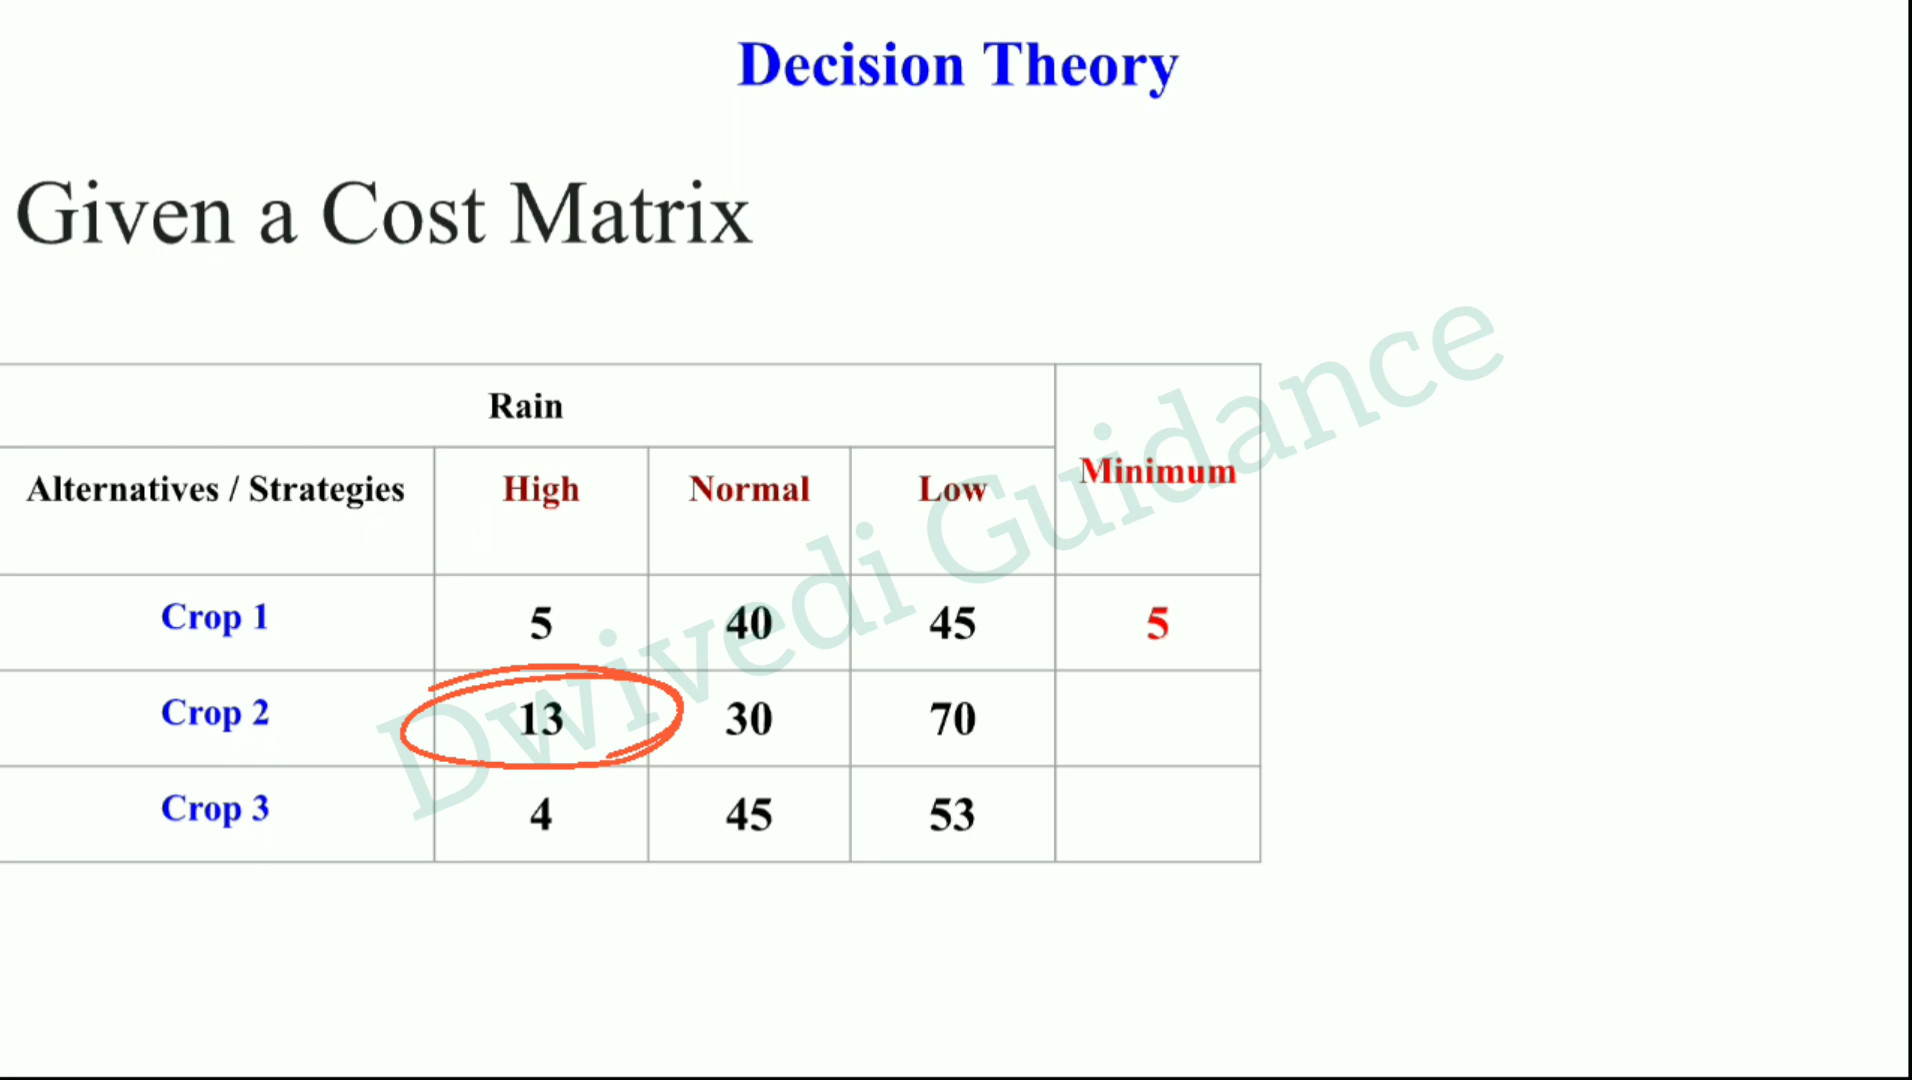 Decision Theory
Given a Cost Matrix
Rain
Minimum
Alternatives / Strategies High Normal Low
Crop 1 5 40 45 5
Crop 2 13 30 70
Crop 3 4 45 53
Dwivedi Guidance